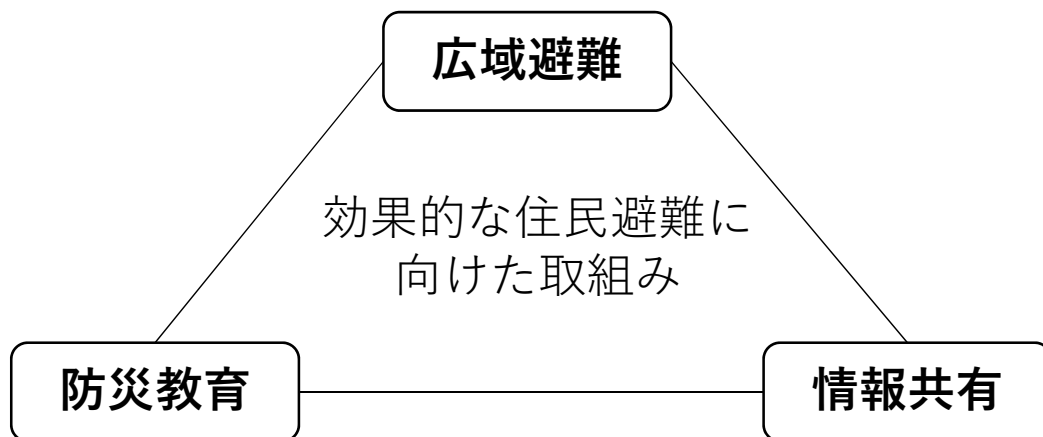 広域避難
効果的な住民避難に
向けた取組み
防災教育
情報共有